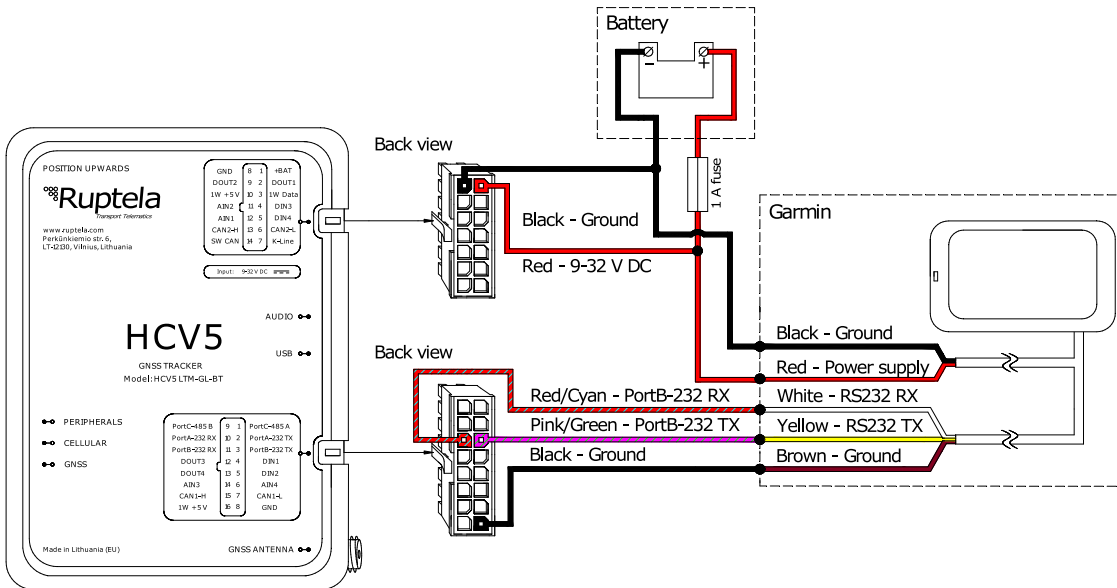 Battery
- +
1 A fuse
Back view
Black - Ground
Red - 9-32 V DC
Garmin
POSITION UPWARDS
Ruptela
Transport Telematics
www.ruptela.com
Perkūnkiemio str. 6,
LT-12130, Vilnius, Lithuania
GND 8 1 +BAT
DOUT2 9 2 DOUT1
1W +5V 10 3 1W Data
AIN2 11 4 DIN3
AIN1 12 5 DIN4
CAN2-H 13 6 CAN2-L
SW CAN 14 7 K-Line
Input: 9-32 V DC
AUDIO
HCV5
USB
GNSS TRACKER
Model: HCV5 LTM-GL-BT
PERIPHERALS
CELLULAR
GNSS
PortC-485 B 9 1 PortC-485 A
PortA-232 RX 10 2 PortA-232 TX
PortB-232 RX 11 3 PortB-232 TX
DOUT3 12 4 DIN1
DOUT4 13 5 DIN2
AIN3 14 6 AIN4
CAN1-H 15 7 CAN1-L
1W +5 V 16 8 GND
Made in Lithuania (EU)
GNSS ANTENNA
Back view
Red/Cyan - PortB-232 RX
Pink/Green - PortB-232 TX
Black - Ground
Black - Ground
Red - Power supply
White - RS232 RX
Yellow - RS232 TX
Brown - Ground